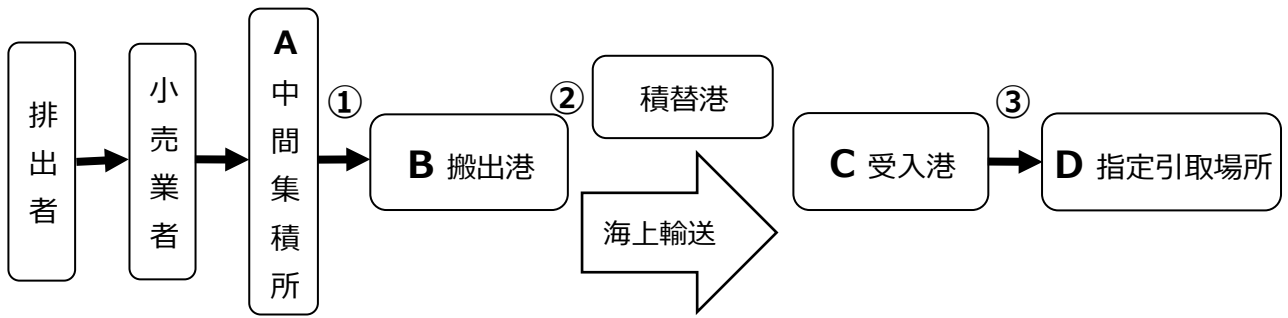 排出者
小売業者
A 中間集積所
①
B 搬出港
②
積替港
海上輸送
C 受入港
③
D 指定引取場所